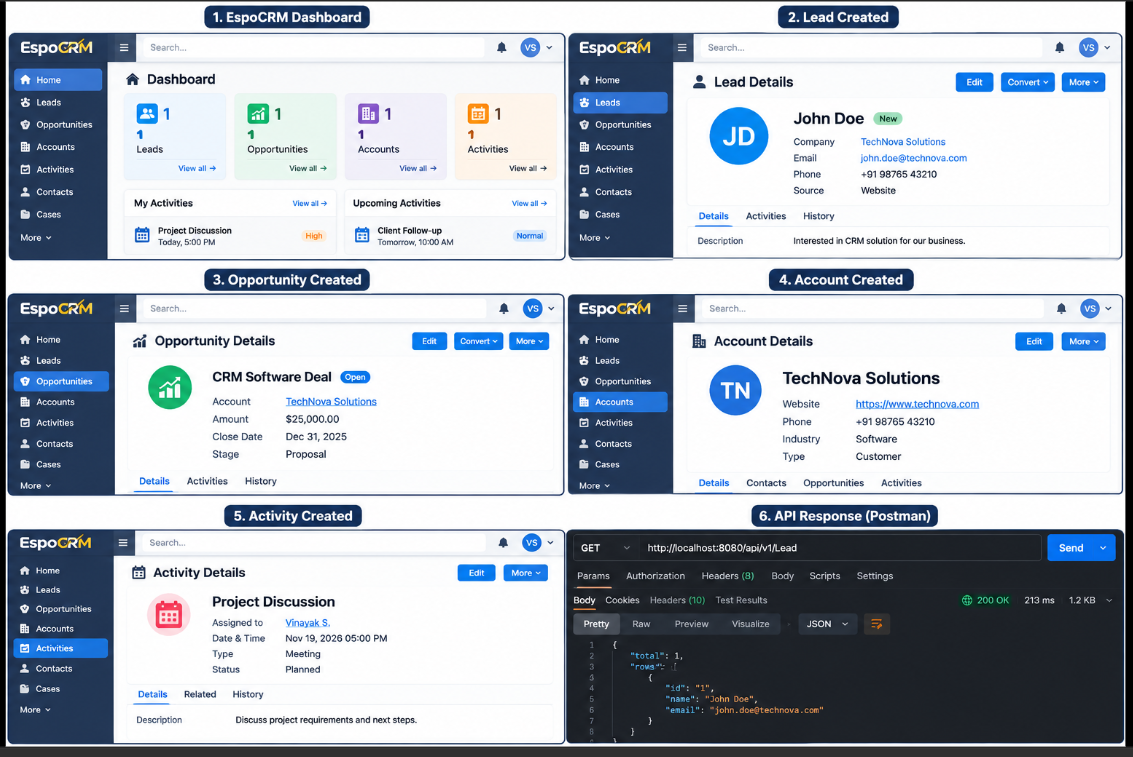 1. EspoCRM Dashboard
EspoCRM
Search...
VS
Home
Leads
Opportunities
Accounts
Activities
Contacts
Cases
More
Dashboard
1
1
Leads
View all →
1
1
Opportunities
View all →
1
1
Accounts
View all →
1
1
Activities
View all →
My Activities
View all →
Project Discussion
Today, 5:00 PM
High
Upcoming Activities
View all →
Client Follow-up
Tomorrow, 10:00 AM
Normal
2. Lead Created
EspoCRM
Search...
VS
Home
Leads
Opportunities
Accounts
Activities
Contacts
Cases
More
Lead Details
Edit
Convert
More
JD
John Doe New
Company TechNova Solutions
Email john.doe@technova.com
Phone +91 98765 43210
Source Website
Details Activities History
Description Interested in CRM solution for our business.
3. Opportunity Created
EspoCRM
Search...
VS
Home
Leads
Opportunities
Accounts
Activities
Contacts
Cases
More
Opportunity Details
Edit
Convert
More
CRM Software Deal Open
Account TechNova Solutions
Amount $25,000.00
Close Date Dec 31, 2025
Stage Proposal
Details Activities History
4. Account Created
EspoCRM
Search...
VS
Home
Leads
Opportunities
Accounts
Activities
Contacts
Cases
More
Account Details
Edit
More
TN
TechNova Solutions
Website https://www.technova.com
Phone +91 98765 43210
Industry Software
Type Customer
Details Contacts Opportunities Activities
5. Activity Created
EspoCRM
Search...
VS
Home
Leads
Opportunities
Accounts
Activities
Contacts
Cases
More
Activity Details
Edit
More
Project Discussion
Assigned to Vinayak S.
Date & Time Nov 19, 2026 05:00 PM
Type Meeting
Status Planned
Details Related History
Description Discuss project requirements and next steps.
6. API Response (Postman)
GET http://localhost:8080/api/v1/Lead Send
Params Authorization Headers (8) Body Scripts Settings
Body Cookies Headers (10) Test Results 200 OK 213 ms 1.2 KB
Pretty Raw Preview Visualize JSON
1 {
2 "total": 1,
3 "rows": [
3 {
4 "id": "1",
5 "name": "John Doe",
6 "email": "john.doe@technova.com"
7 }
8 ]